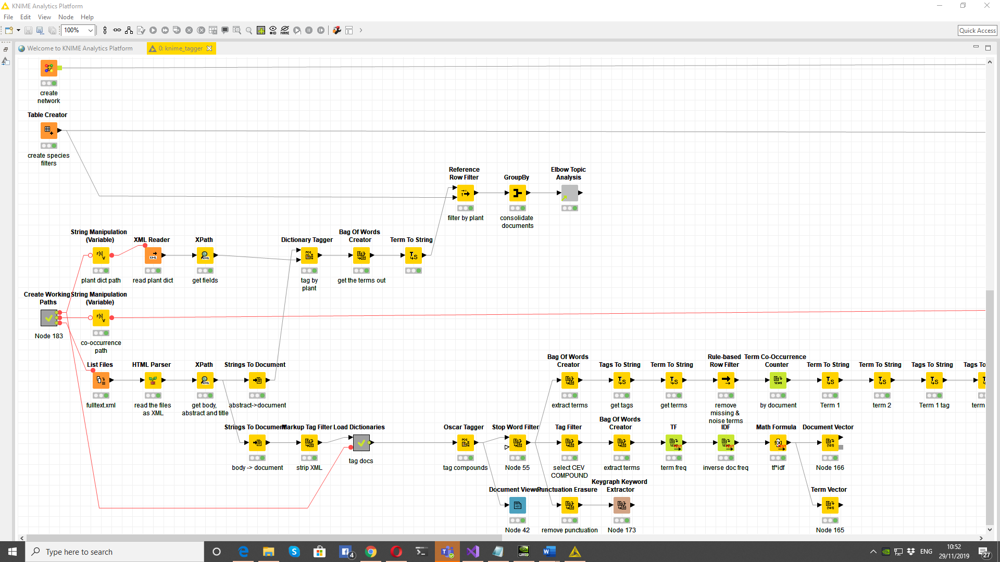 KNIME Analytics Platform
File Edit View Node Help
100%
#ID
NAME
Quick Access
Welcome to KNIME Analytics Platform
0: knime_tagger
create
network
Table Creator
create species
filters
Reference
Row Filter
GroupBy
Elbow Topic
Analysis
filter by plant
consolidate
documents
String Manipulation
(Variable)
XML Reader
XPath
Dictionary Tagger
Bag Of Words
Creator
Term To String
plant dict path
read plant dict
get fields
tag by
plant
get the terms out
Create Working
Paths
String Manipulation
(Variable)
Node 183
co-occurrence
path
List Files
HTML Parser
XPath
Strings To Document
fulltext.xml
read the files
as XML
get body,
abstract and title
abstract->document
Bag Of Words
Creator
Tags To String
Term To String
Rule-based
Row Filter
Term Co-Occurrence
Counter
Term To String
Term To String
Tags To String
Tags To
extract terms
get tags
get terms
remove
missing &
noise terms
by document
Term 1
term 2
Term 1 tag
term
Strings To Document
Markup Tag Filter
Load Dictionaries
Oscar Tagger
Stop Word Filter
Tag Filter
Bag Of Words
Creator
TF
IDF
Math Formula
Document Vector
body -> document
strip XML
tag docs
tag compounds
Node 55
select CEV
COMPOUND
extract terms
term freq
inverse doc freq
tf*idf
Node 166
Document Viewer
Punctuation Erasure
Keygraph Keyword
Extractor
Term Vector
Node 42
remove punctuation
Node 173
Node 165
Type here to search
4
ENG
10:52
29/11/2019
27